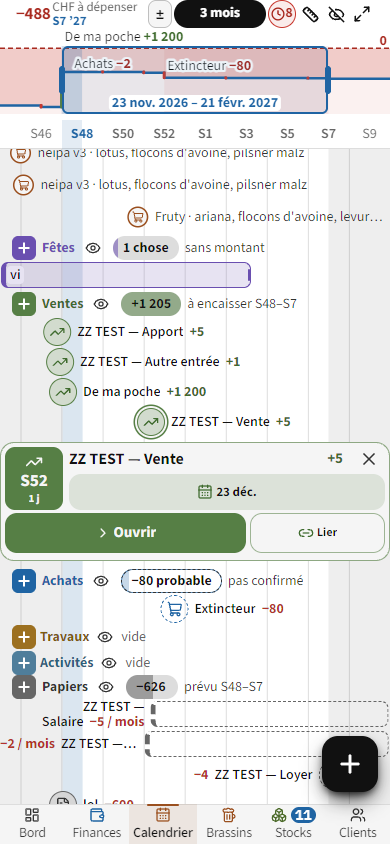 −488 CHF à dépenser
S7 ’27
±
3 mois
8
De ma poche +1 200
0
Achats −2
Extincteur −80
23 nov. 2026 – 21 févr. 2027
S46 S48 S50 S52 S1 S3 S5 S7 S9
neipa v3 · lotus, flocons d'avoine, pilsner malz
neipa v3 · lotus, flocons d'avoine, pilsner malz
Fruty · ariana, flocons d'avoine, levur…
Fêtes 1 chose sans montant
vi
Ventes +1 205 à encaisser S48–S7
ZZ TEST — Apport +5
ZZ TEST — Autre entrée +1
De ma poche +1 200
ZZ TEST — Vente +5
S52
1 j
ZZ TEST — Vente +5
23 déc.
Ouvrir
Lier
Achats −80 probable pas confirmé
Extincteur −80
Travaux vide
Activités vide
Papiers −626 prévu S48–S7
ZZ TEST —
Salaire −5 / mois
−2 / mois ZZ TEST —…
−4 ZZ TEST — Loyer
−600
Bord Finances Calendrier Brassins Stocks 11 Clients